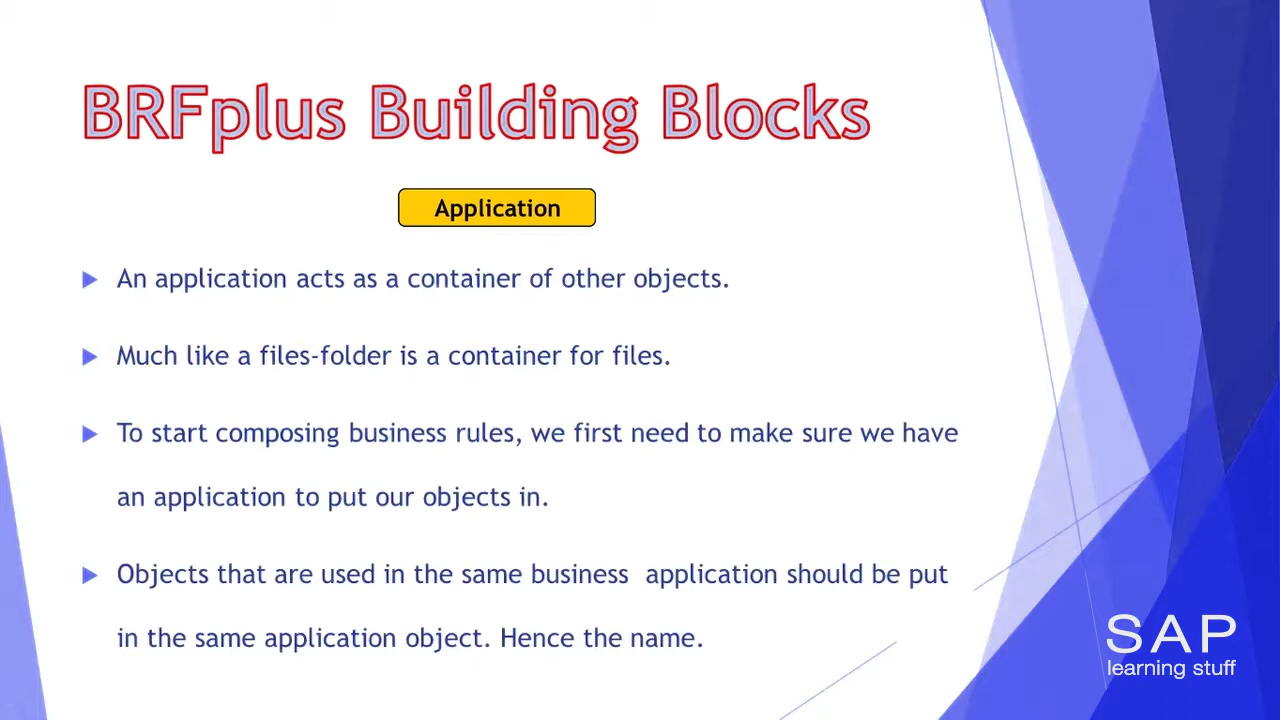 BRFplus Building Blocks
Application
An application acts as a container of other objects.
Much like a files-folder is a container for files.
To start composing business rules, we first need to make sure we have
an application to put our objects in.
Objects that are used in the same business  application should be put
in the same application object. Hence the name.
SAP
learning stuff